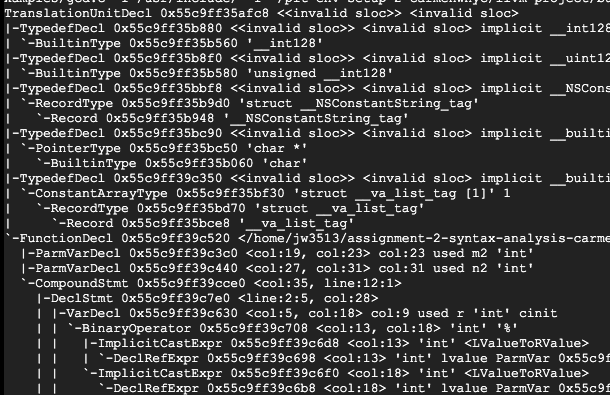 TranslationUnitDecl 0x55c9ff35afc8 <<invalid sloc>> <invalid sloc>
|-TypedefDecl 0x55c9ff35b880 <<invalid sloc>> <invalid sloc> implicit __int128
| `-BuiltinType 0x55c9ff35b560 '__int128'
|-TypedefDecl 0x55c9ff35b8f0 <<invalid sloc>> <invalid sloc> implicit __uint12
| `-BuiltinType 0x55c9ff35b580 'unsigned __int128'
|-TypedefDecl 0x55c9ff35bbf8 <<invalid sloc>> <invalid sloc> implicit __NSCons
| `-RecordType 0x55c9ff35b9d0 'struct __NSConstantString_tag'
|   `-Record 0x55c9ff35b948 '__NSConstantString_tag'
|-TypedefDecl 0x55c9ff35bc90 <<invalid sloc>> <invalid sloc> implicit __builti
| `-PointerType 0x55c9ff35bc50 'char *'
|   `-BuiltinType 0x55c9ff35b060 'char'
|-TypedefDecl 0x55c9ff39c350 <<invalid sloc>> <invalid sloc> implicit __builti
| `-ConstantArrayType 0x55c9ff35bf30 'struct __va_list_tag [1]' 1
|   `-RecordType 0x55c9ff35bd70 'struct __va_list_tag'
|     `-Record 0x55c9ff35bce8 '__va_list_tag'
`-FunctionDecl 0x55c9ff39c520 </home/jw3513/assignment-2-syntax-analysis-carme
  |-ParmVarDecl 0x55c9ff39c3c0 <col:19, col:23> col:23 used m2 'int'
  |-ParmVarDecl 0x55c9ff39c440 <col:27, col:31> col:31 used n2 'int'
  `-CompoundStmt 0x55c9ff39cce0 <col:35, line:12:1>
    |-DeclStmt 0x55c9ff39c7e0 <line:2:5, col:28>
    | |-VarDecl 0x55c9ff39c630 <col:5, col:18> col:9 used r 'int' cinit
    | | `-BinaryOperator 0x55c9ff39c708 <col:13, col:18> 'int' '%'
    | |   |-ImplicitCastExpr 0x55c9ff39c6d8 <col:13> 'int' <LValueToRValue>
    | |   | `-DeclRefExpr 0x55c9ff39c698 <col:13> 'int' lvalue ParmVar 0x55c9f
    | |   `-ImplicitCastExpr 0x55c9ff39c6f0 <col:18> 'int' <LValueToRValue>
    | |     `-DeclRefExpr 0x55c9ff39c6b8 <col:18> 'int' lvalue ParmVar 0x55c9f